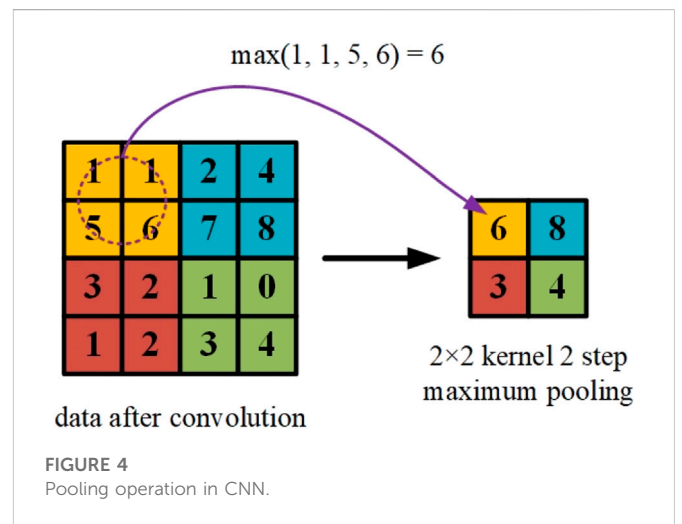 max(1, 1, 5, 6) = 6
1 1 2 4
5 6 7 8
3 2 1 0
1 2 3 4
6 8
3 4
2×2 kernel 2 step
maximum pooling
data after convolution
FIGURE 4
Pooling operation in CNN.